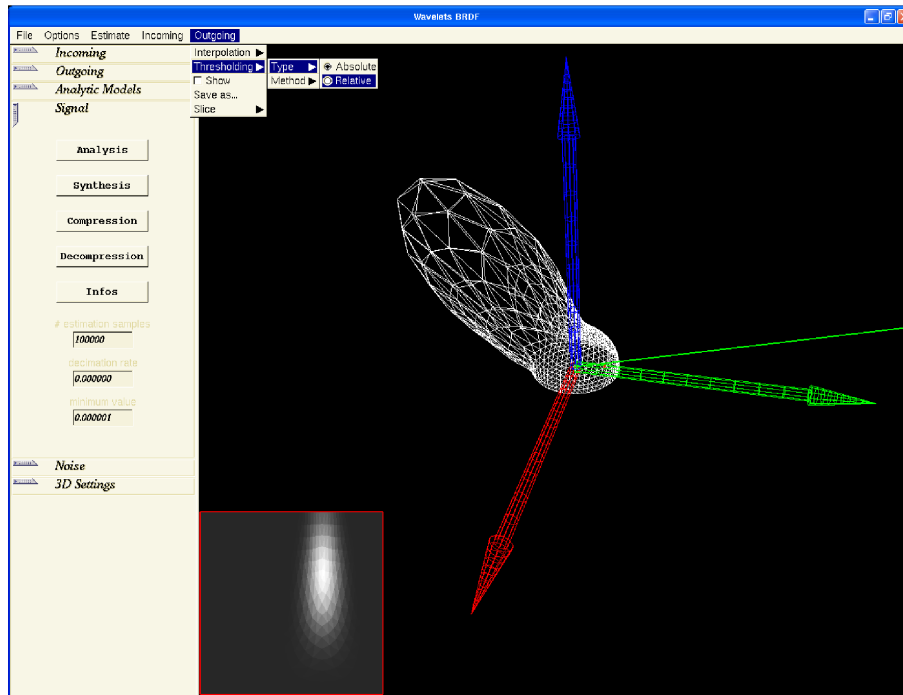 Wavelets BRDF
File Options Estimate Incoming Outgoing
Interpolation
Thresholding
Show
Save as...
Slice
Type
Method
Absolute
Relative
Incoming
Outgoing
Analytic Models
Signal
Analysis
Synthesis
Compression
Decompression
Infos
# estimation samples
100000
decimation rate
0.000000
minimum value
0.000001
Noise
3D Settings